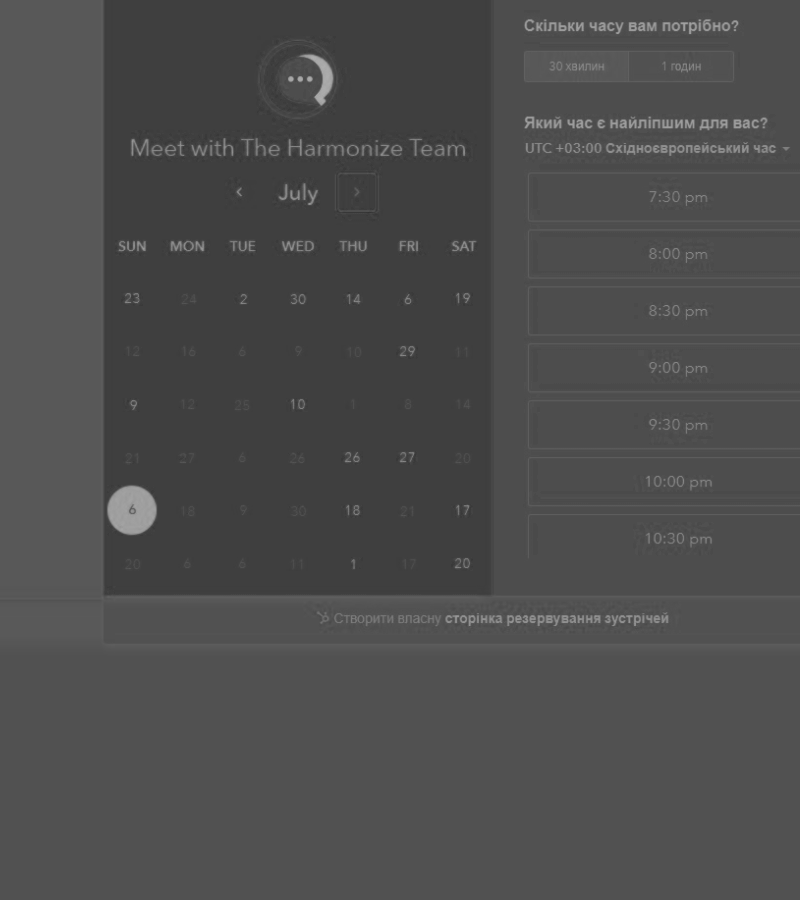 Meet with The Harmonize Team
July
SUN MON TUE WED THU FRI SAT
23 24 2 30 14 6 19
12 16 6 9 10 29 11
9 12 25 10 1 8 14
21 27 6 26 26 27 20
6 18 9 30 18 21 17
20 6 6 11 1 17 20
Скільки часу вам потрібно?
30 хвилин 1 годин
Який час є найліпшим для вас?
UTC +03:00 Східноєвропейський час
7:30 pm
8:00 pm
8:30 pm
9:00 pm
9:30 pm
10:00 pm
10:30 pm
Створити власну сторінка резервування зустрічей